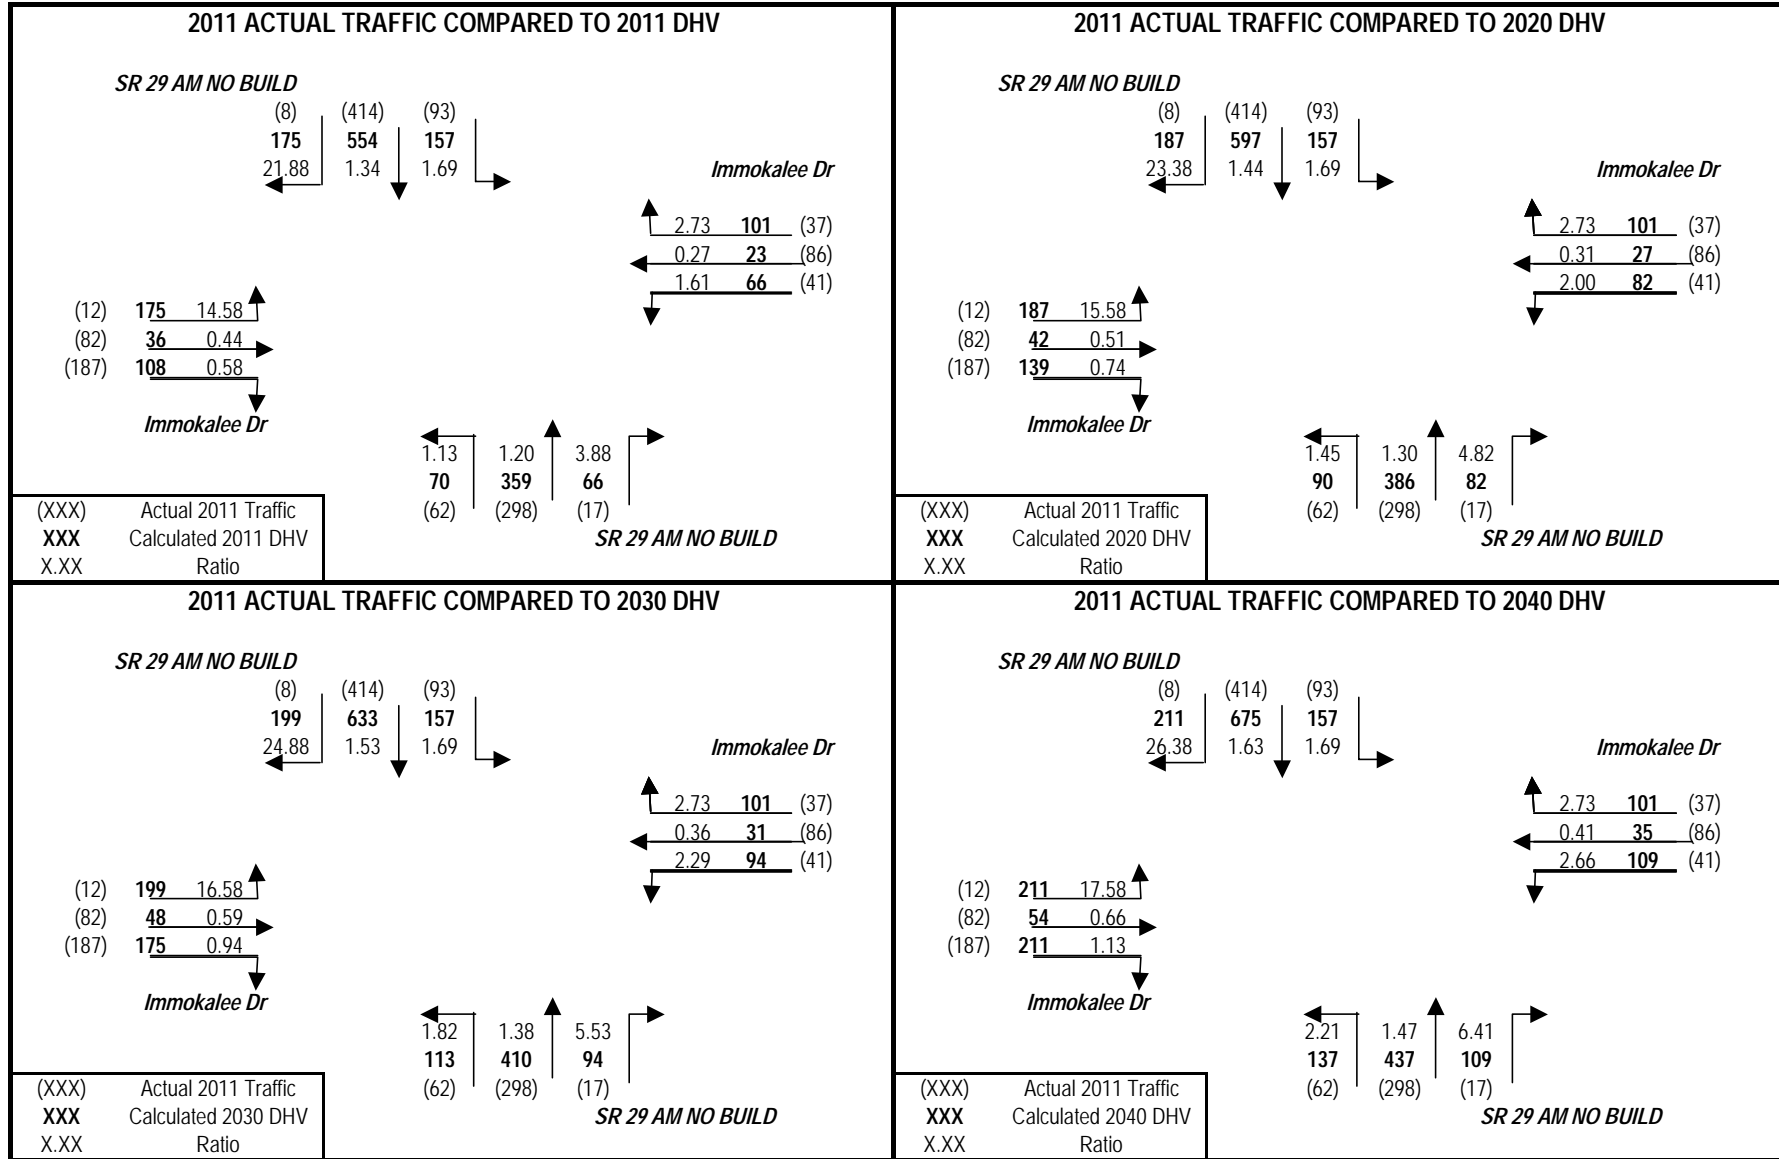 2011 ACTUAL TRAFFIC COMPARED TO 2011 DHV
SR 29 AM NO BUILD
(8) (414) (93)
175 554 157
21.88 1.34 1.69
Immokalee Dr
2.73 101 (37)
0.27 23 (86)
1.61 66 (41)
(12) 175 14.58
(82) 36 0.44
(187) 108 0.58
Immokalee Dr
1.13 1.20 3.88
70 359 66
(62) (298) (17)
SR 29 AM NO BUILD
(XXX) Actual 2011 Traffic
XXX Calculated 2011 DHV
X.XX Ratio
2011 ACTUAL TRAFFIC COMPARED TO 2020 DHV
SR 29 AM NO BUILD
(8) (414) (93)
187 597 157
23.38 1.44 1.69
Immokalee Dr
2.73 101 (37)
0.31 27 (86)
2.00 82 (41)
(12) 187 15.58
(82) 42 0.51
(187) 139 0.74
Immokalee Dr
1.45 1.30 4.82
90 386 82
(62) (298) (17)
SR 29 AM NO BUILD
(XXX) Actual 2011 Traffic
XXX Calculated 2020 DHV
X.XX Ratio
2011 ACTUAL TRAFFIC COMPARED TO 2030 DHV
SR 29 AM NO BUILD
(8) (414) (93)
199 633 157
24.88 1.53 1.69
Immokalee Dr
2.73 101 (37)
0.36 31 (86)
2.29 94 (41)
(12) 199 16.58
(82) 48 0.59
(187) 175 0.94
Immokalee Dr
1.82 1.38 5.53
113 410 94
(62) (298) (17)
SR 29 AM NO BUILD
(XXX) Actual 2011 Traffic
XXX Calculated 2030 DHV
X.XX Ratio
2011 ACTUAL TRAFFIC COMPARED TO 2040 DHV
SR 29 AM NO BUILD
(8) (414) (93)
211 675 157
26.38 1.63 1.69
Immokalee Dr
2.73 101 (37)
0.41 35 (86)
2.66 109 (41)
(12) 211 17.58
(82) 54 0.66
(187) 211 1.13
Immokalee Dr
2.21 1.47 6.41
137 437 109
(62) (298) (17)
SR 29 AM NO BUILD
(XXX) Actual 2011 Traffic
XXX Calculated 2040 DHV
X.XX Ratio